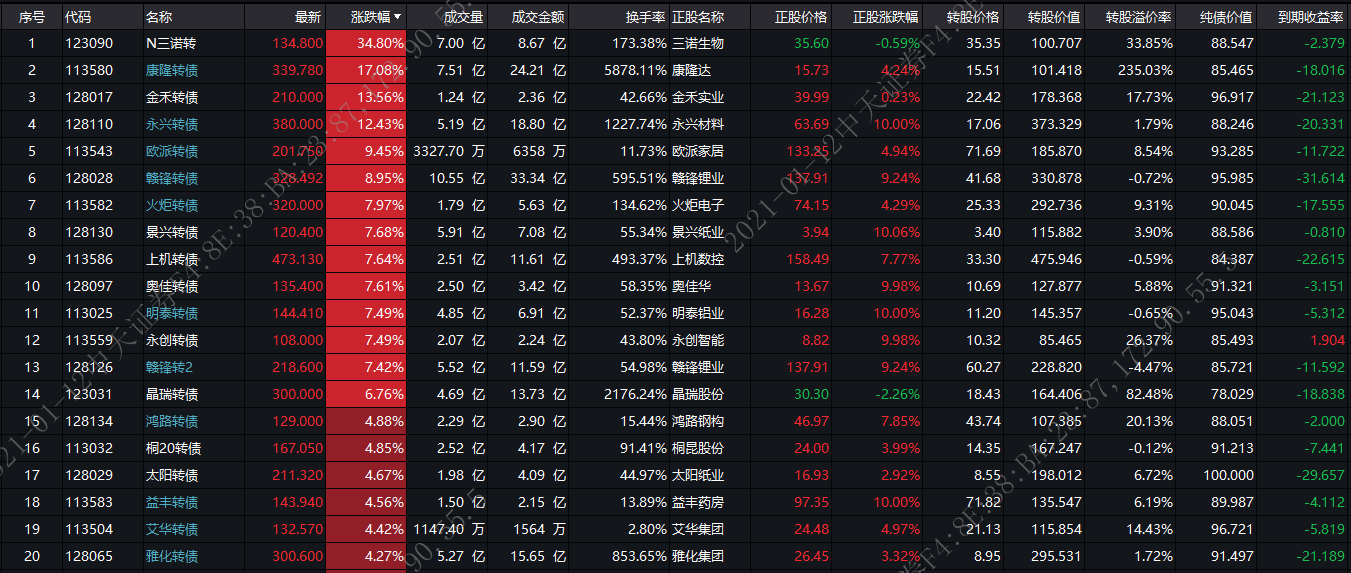 序号 代码 名称 最新 涨跌幅 成交量 成交金额 换手率 正股名称 正股价格 正股涨跌幅 转股价格 转股价值 转股溢价率 纯债价值 到期收益率
1 123090 N三诺转 134.800 34.80% 7.00 亿 8.67 亿 173.38% 三诺生物 35.60 -0.59% 35.35 100.707 33.85% 88.547 -2.379
2 113580 康隆转债 339.780 17.08% 7.51 亿 24.21 亿 5878.11% 康隆达 15.73 4.24% 15.51 101.418 235.03% 85.465 -18.016
3 128017 金禾转债 210.000 13.56% 1.24 亿 2.36 亿 42.66% 金禾实业 39.99 0.23% 22.42 178.368 17.73% 96.917 -21.123
4 128110 永兴转债 380.000 12.43% 5.19 亿 18.80 亿 1227.74% 永兴材料 63.69 10.00% 17.06 373.329 1.79% 88.246 -20.331
5 113543 欧派转债 201.750 9.45% 3327.70 万 6358 万 11.73% 欧派家居 133.25 4.94% 71.69 185.870 8.54% 93.285 -11.722
6 128028 赣锋转债 328.492 8.95% 10.55 亿 33.34 亿 595.51% 赣锋锂业 137.91 9.24% 41.68 330.878 -0.72% 95.985 -31.614
7 113582 火炬转债 320.000 7.97% 1.79 亿 5.63 亿 134.62% 火炬电子 74.15 4.29% 25.33 292.736 9.31% 90.045 -17.555
8 128130 景兴转债 120.400 7.68% 5.91 亿 7.08 亿 55.34% 景兴纸业 3.94 10.06% 3.40 115.882 3.90% 88.586 -0.810
9 113586 上机转债 473.130 7.64% 2.51 亿 11.61 亿 493.37% 上机数控 158.49 7.77% 33.30 475.946 -0.59% 84.387 -22.615
10 128097 奥佳转债 135.400 7.61% 2.50 亿 3.42 亿 58.35% 奥佳华 13.67 9.98% 10.69 127.877 5.88% 91.321 -3.151
11 113025 明泰转债 144.410 7.49% 4.85 亿 6.91 亿 52.37% 明泰铝业 16.28 10.00% 11.20 145.357 -0.65% 95.043 -5.312
12 113559 永创转债 108.000 7.49% 2.07 亿 2.24 亿 43.80% 永创智能 8.82 9.98% 10.32 85.465 26.37% 85.493 1.904
13 128126 赣锋转2 218.600 7.42% 5.52 亿 11.59 亿 54.98% 赣锋锂业 137.91 9.24% 60.27 228.820 -4.47% 85.721 -11.592
14 123031 晶瑞转债 300.000 6.76% 4.69 亿 13.73 亿 2176.24% 晶瑞股份 30.30 -2.26% 18.43 164.406 82.48% 78.029 -18.838
15 128134 鸿路转债 129.000 4.88% 2.29 亿 2.90 亿 15.44% 鸿路钢构 46.97 7.85% 43.74 107.385 20.13% 88.051 -2.000
16 113032 桐20转债 167.050 4.85% 2.52 亿 4.17 亿 91.41% 桐昆股份 24.00 3.99% 14.35 167.247 -0.12% 91.213 -7.441
17 128029 太阳转债 211.320 4.67% 1.98 亿 4.09 亿 44.97% 太阳纸业 16.93 2.92% 8.55 198.012 6.72% 100.000 -29.657
18 113583 益丰转债 143.940 4.56% 1.50 亿 2.15 亿 13.89% 益丰药房 97.35 10.00% 71.82 135.547 6.19% 89.987 -4.112
19 113504 艾华转债 132.570 4.42% 1147.40 万 1564 万 2.80% 艾华集团 24.48 4.97% 21.13 115.854 14.43% 96.721 -5.819
20 128065 雅化转债 300.600 4.27% 5.27 亿 15.65 亿 853.65% 雅化集团 26.45 3.32% 8.95 295.531 1.72% 91.497 -21.189